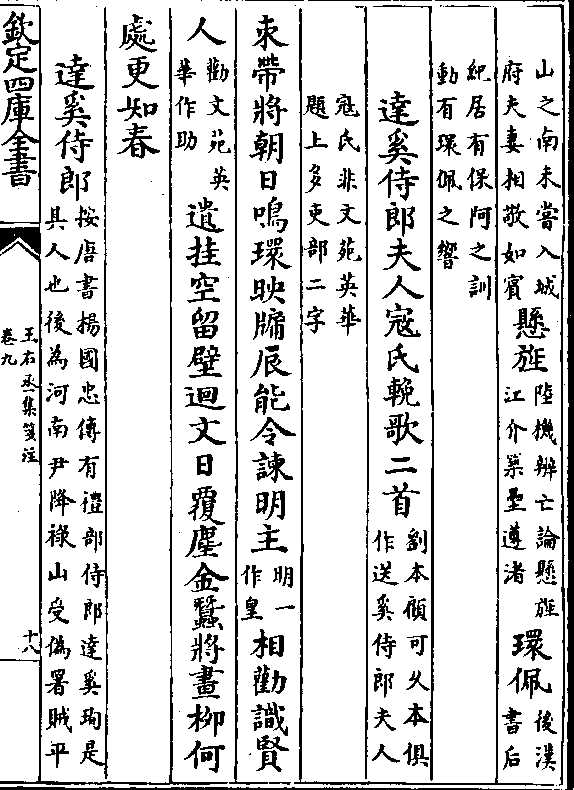 山之南未嘗入城
府夫妻相敬如賓
懸旌
陸機辨亡論懸旌
江介築壘遵渚
環佩
後漢
書后
紀居有保阿之訓
動有環佩之響
達奚侍郎夫人寇氏輓歌二首
劉本顧可久本俱
作送奚侍郎夫人
寇氏非文苑英華
題上多吏部二字
束帶將朝日鳴環映牖辰能令諫明主
明一
作皇
相勸識賢
人
勸文苑英
華作助
遺挂空留壁迴文日覆塵金蠶將畫柳何
處更知春
達奚侍郎
按唐書揚國忠傳有禮部侍郎達奚珣是
其人也後為河南尹降祿山受偽署賊平
欽定四庫全書
王右丞集箋注
卷九
十八